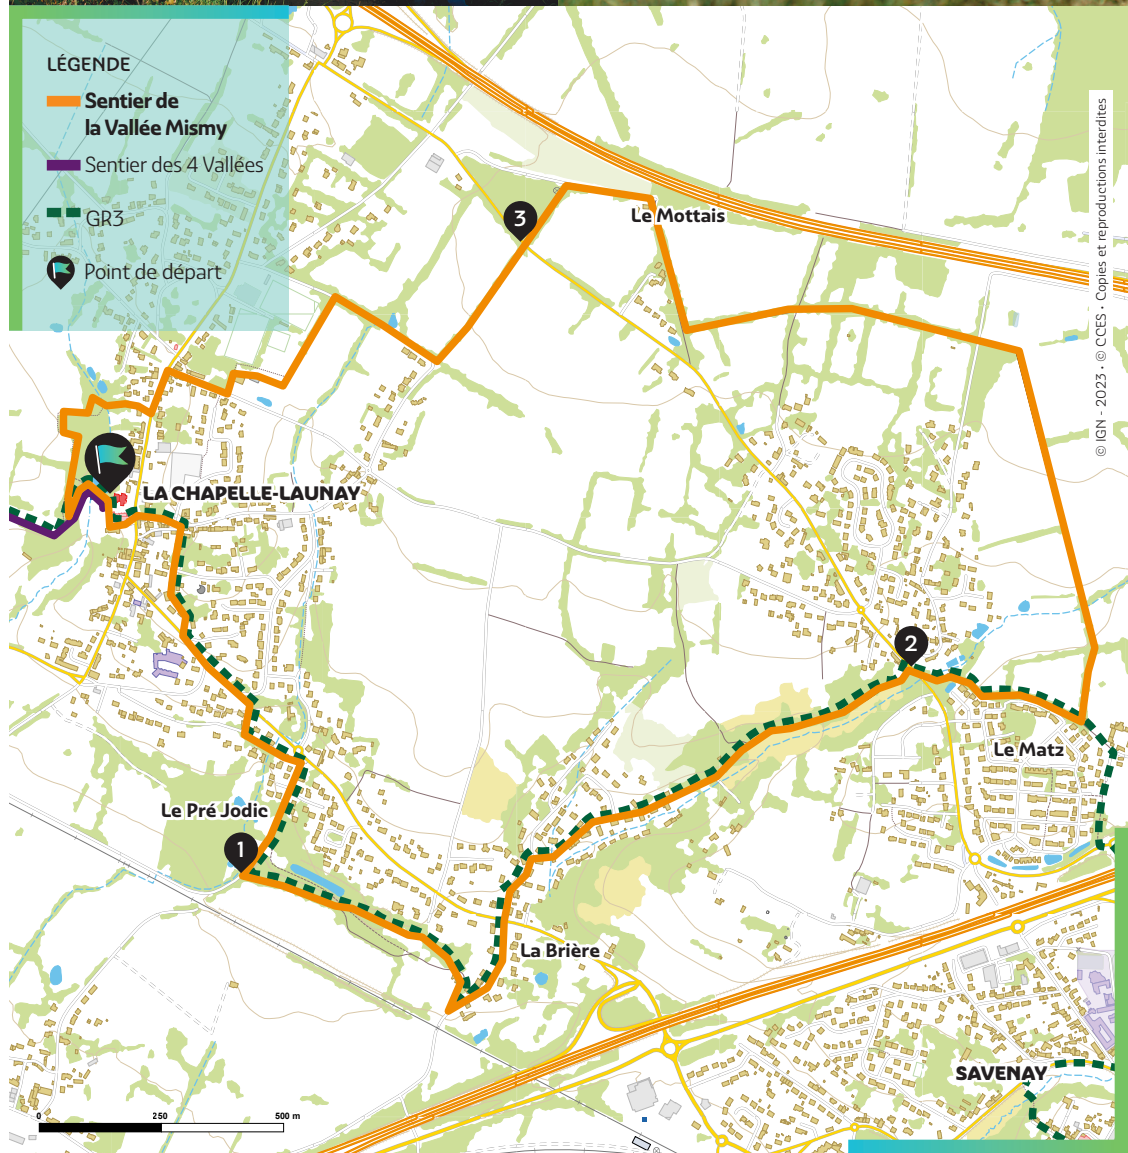 LÉGENDE
Sentier de
la Vallée Mismy
Sentier des 4 Vallées
GR3
Point de départ
3
Le Mottais
© IGN - 2023 • © CCES • Copies et reproductions interdites
LA CHAPELLE-LAUNAY
2
Le Matz
Le Pré Jodic
1
La Brière
SAVENAY
0 250 500 m